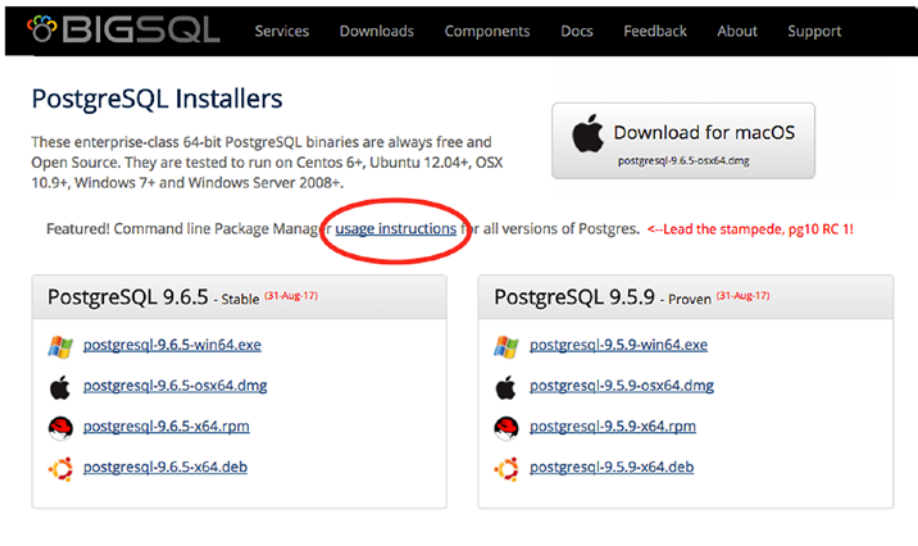 BIGSQL Services Downloads Components Docs Feedback About Support
PostgreSQL Installers
These enterprise-class 64-bit PostgreSQL binaries are always free and
Open Source. They are tested to run on Centos 6+, Ubuntu 12.04+, OSX
10.9+, Windows 7+ and Windows Server 2008+.
Download for macOS
postgresql-9.6.5-osx64.dmg
Featured! Command line Package Manager usage instructions for all versions of Postgres. <--Lead the stampede, pg10 RC 1!
PostgreSQL 9.6.5 - Stable (31-Aug-17)
postgresql-9.6.5-win64.exe
postgresql-9.6.5-osx64.dmg
postgresql-9.6.5-x64.rpm
postgresql-9.6.5-x64.deb
PostgreSQL 9.5.9 - Proven (31-Aug-17)
postgresql-9.5.9-win64.exe
postgresql-9.5.9-osx64.dmg
postgresql-9.5.9-x64.rpm
postgresql-9.5.9-x64.deb